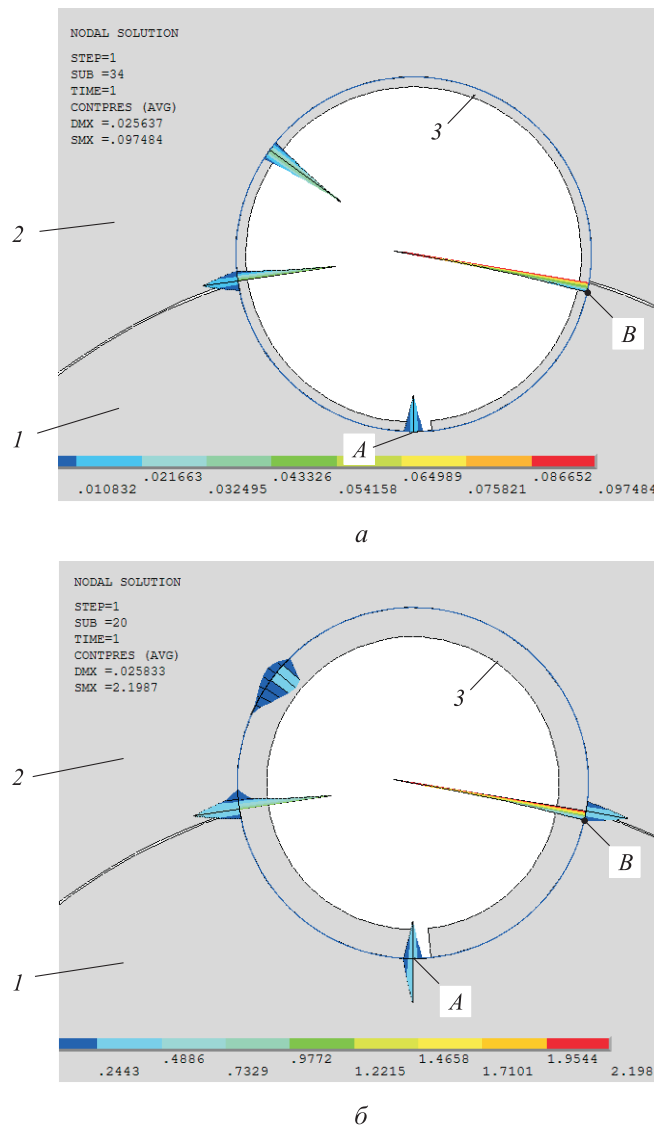 NODAL SOLUTION
STEP=1
SUB =34
TIME=1
CONTPRES (AVG)
DMX =.025637
SMX =.097484
3
2
B
1
A
.021663 .043326 .064989 .086652
.010832 .032495 .054158 .075821 .097484
а
NODAL SOLUTION
STEP=1
SUB =20
TIME=1
CONTPRES (AVG)
DMX =.025833
SMX =2.1987
3
2
B
1
A
.4886 .9772 1.4658 1.9544
.2443 .7329 1.2215 1.7101 2.198
б